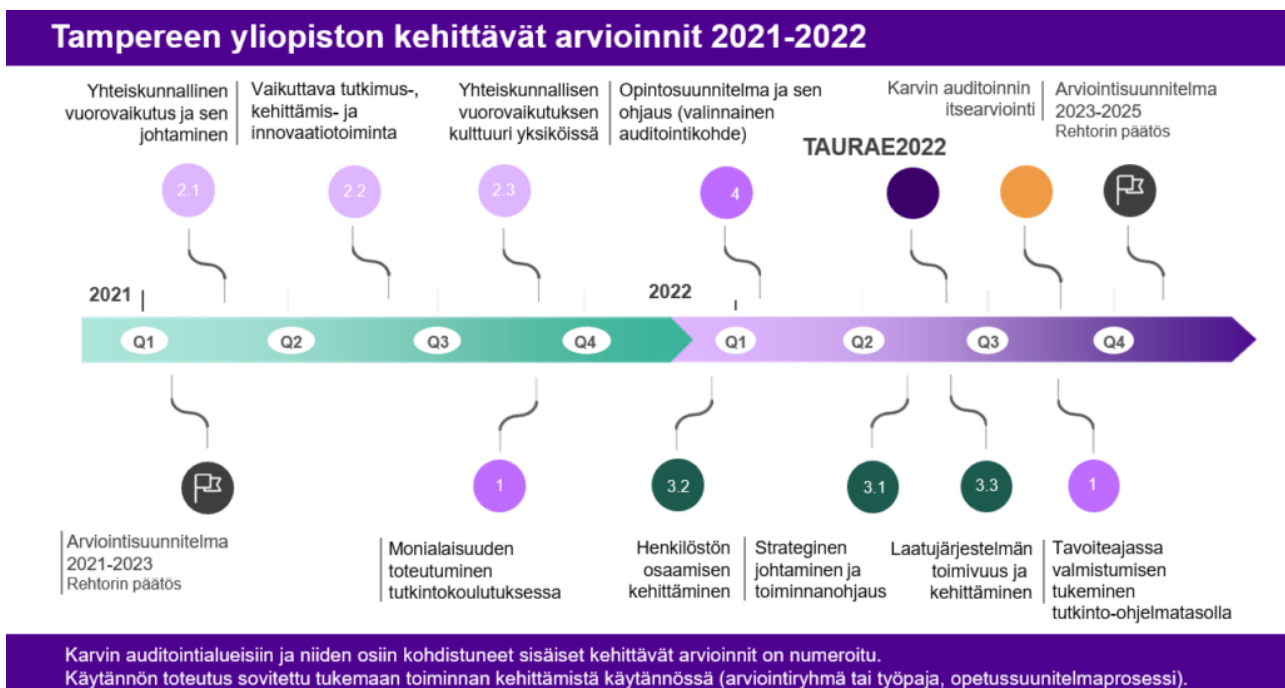 Tampereen yliopiston kehittävät arvioinnit 2021-2022
Yhteiskunnallinen
vuorovaikutus ja sen
johtaminen
Vaikuttava tutkimus-,
kehittämis- ja
innovaatiotoiminta
Yhteiskunnallisen
vuorovaikutuksen
kulttuuri yksiköissä
Opintosuunnitelma ja sen
ohjaus (valinnainen
auditointikohde)
TAURAE2022
Karvin auditoinnin
itsearviointi
Arviointisuunnitelma
2023-2025
Rehtorin päätös
2.1
2.2
2.3
4
2021
2022
Q1
Q2
Q3
Q4
Q1
Q2
Q3
Q4
1
3.2
3.1
3.3
1
Arviointisuunnitelma
2021-2023
Rehtorin päätös
Monialaisuuden
toteutuminen
tutkintokoulutuksessa
Henkilöstön
osaamisen
kehittäminen
Strateginen
johtaminen ja
toiminnanohjaus
Laatujärjestelmän
toimivuus ja
kehittäminen
Tavoiteajassa
valmistumisen
tukeminen
tutkinto-ohjelmatasolla
Karvin auditointialueisiin ja niiden osiin kohdistuneet sisäiset kehittävät arvioinnit on numeroitu.
Käytännön toteutus sovitettu tukemaan toiminnan kehittämistä käytännössä (arviointiryhmä tai työpaja, opetussuunnitelmaprosessi).